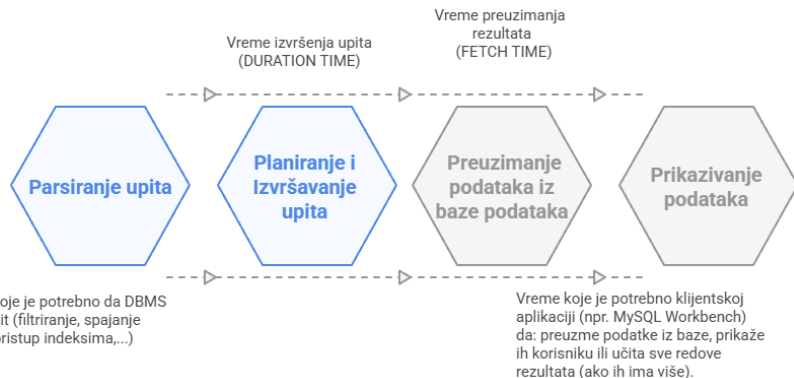 Vreme preuzimanja
rezultata
(FETCH TIME)
Vreme izvršenja upita
(DURATION TIME)
Parsiranje upita
Planiranje i
Izvršavanje
upita
Preuzimanje
podataka iz
baze podataka
Prikazivanje
podataka
oje je potrebno da DBMS
it (filtriranje, spajanje
pristup indeksima,...)
Vreme koje je potrebno klijentskoj
aplikaciji (npr. MySQL Workbench)
da: preuzme podatke iz baze, prikaže
ih korisniku ili učita sve redove
rezultata (ako ih ima više).